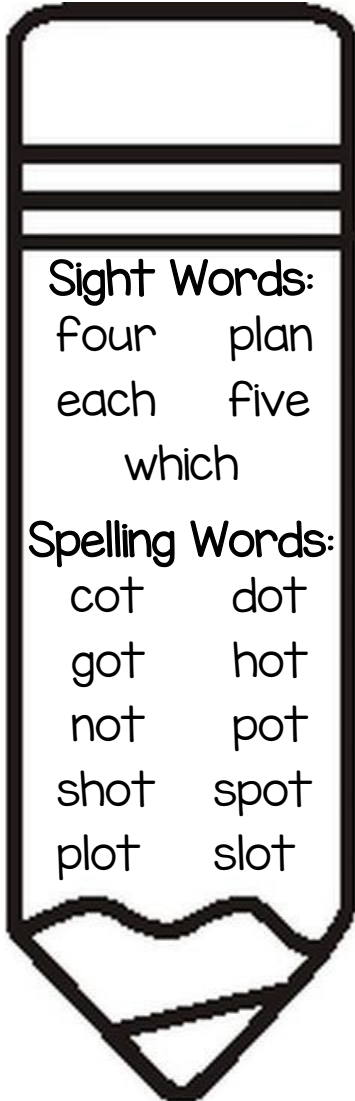 Sight Words:
four plan
each five
which
Spelling Words:
cot dot
got hot
not pot
shot spot
plot slot